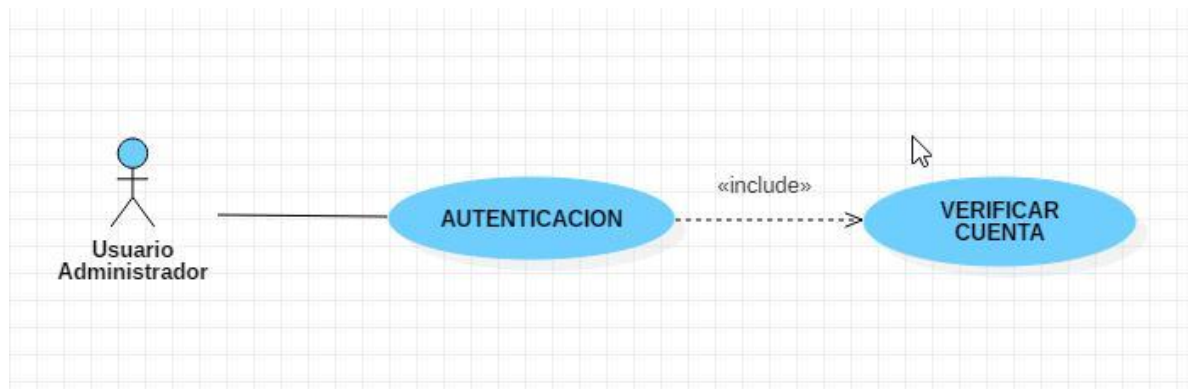 Usuario
Administrador
AUTENTICACION
«include»
VERIFICAR
CUENTA